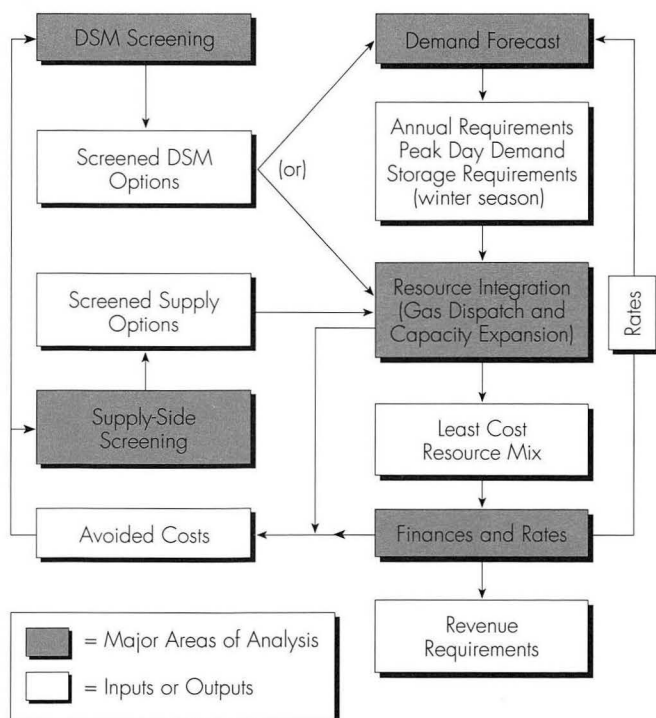 DSM Screening
Screened DSM
Options
(or)
Demand Forecast
Annual Requirements
Peak Day Demand
Storage Requirements
(winter season)
Screened Supply
Options
Resource Integration
(Gas Dispatch and
Capacity Expansion)
Rates
Supply-Side
Screening
Least Cost
Resource Mix
Avoided Costs
Finances and Rates
Revenue
Requirements
= Major Areas of Analysis
= Inputs or Outputs